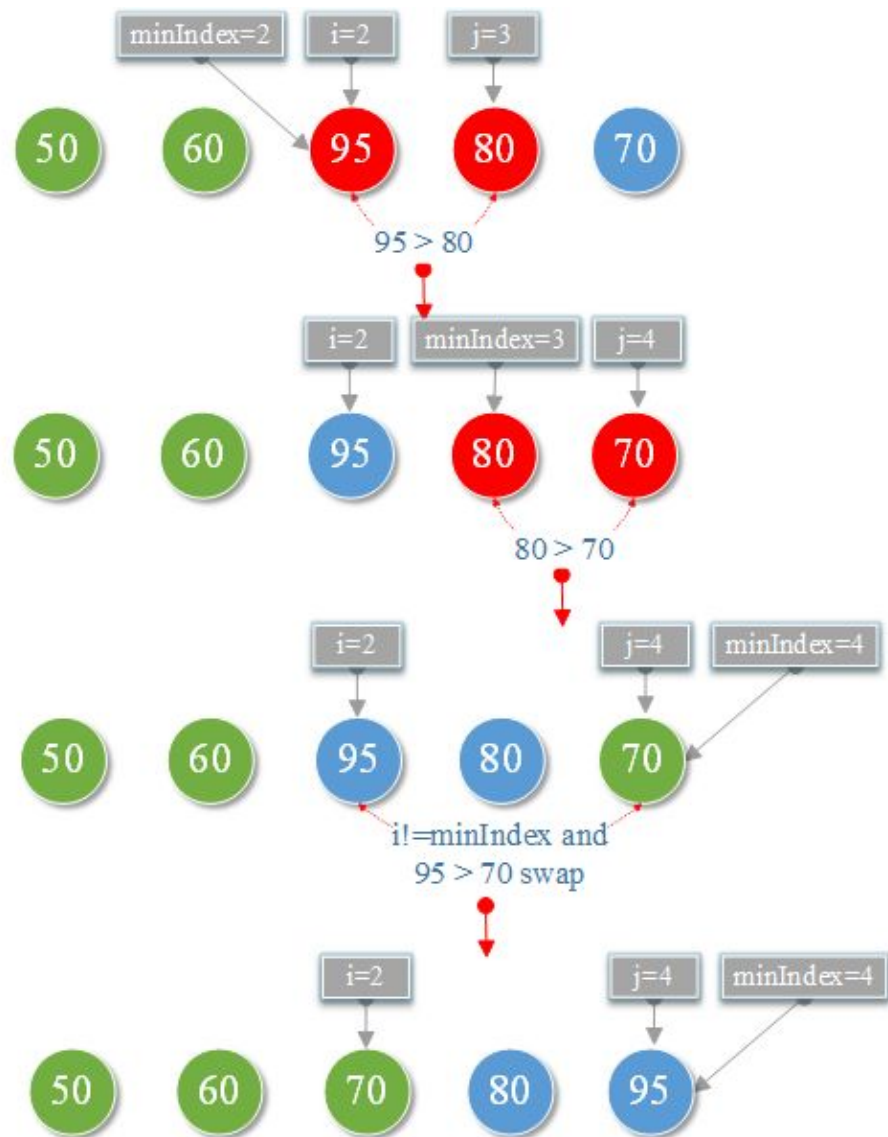 minIndex=2 i=2 j=3
50 60 95 80 70
95 > 80
i=2 minIndex=3 j=4
50 60 95 80 70
80 > 70
i=2 j=4 minIndex=4
50 60 95 80 70
i!=minIndex and
95 > 70 swap
i=2 j=4 minIndex=4
50 60 70 80 95